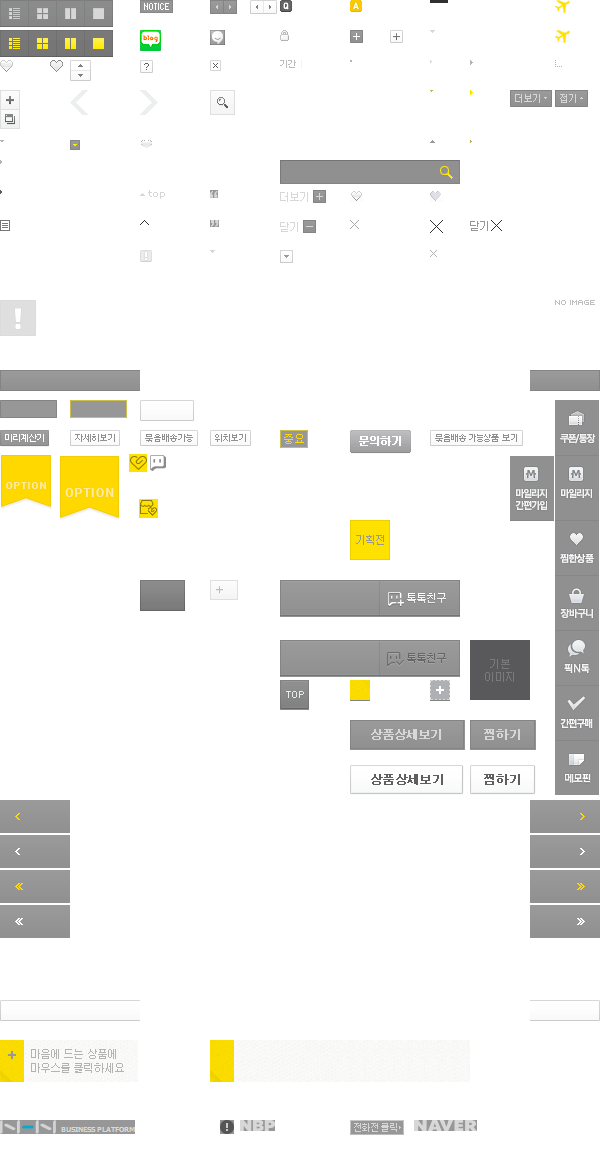 NOTICE
Q
A
blog
?
기간
i...
더보기
접기
top
더보기
닫기
닫기
NO IMAGE
미리계산기
자세히보기
묶음배송가능
위치보기
중요
문의하기
묶음배송 가능상품 보기
쿠폰/통장
OPTION
OPTION
마일리지
간편가입
마일리지
기획전
찜한상품
톡톡친구
장바구니
톡톡친구
기본
이미지
픽N톡
TOP
간편구매
상품상세보기
찜하기
상품상세보기
찜하기
메모핀
마음에 드는 상품에
마우스를 클릭하세요
BUSINESS PLATFORM
NBP
전화전 클릭
NAVER